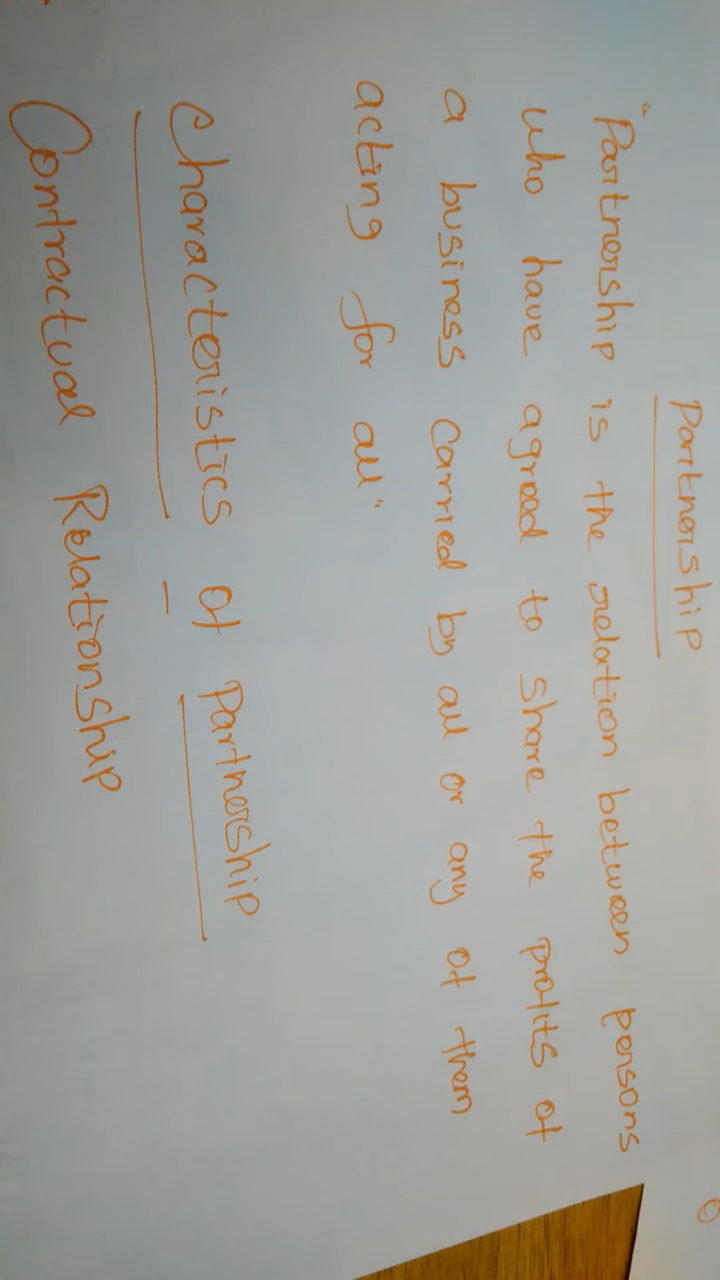 Partnership
"Partnership is the relation between persons
who have agreed to share the profits of
a business carried by all or any of them
acting for all"
Characteristics of Partnership
Contractual Relationship